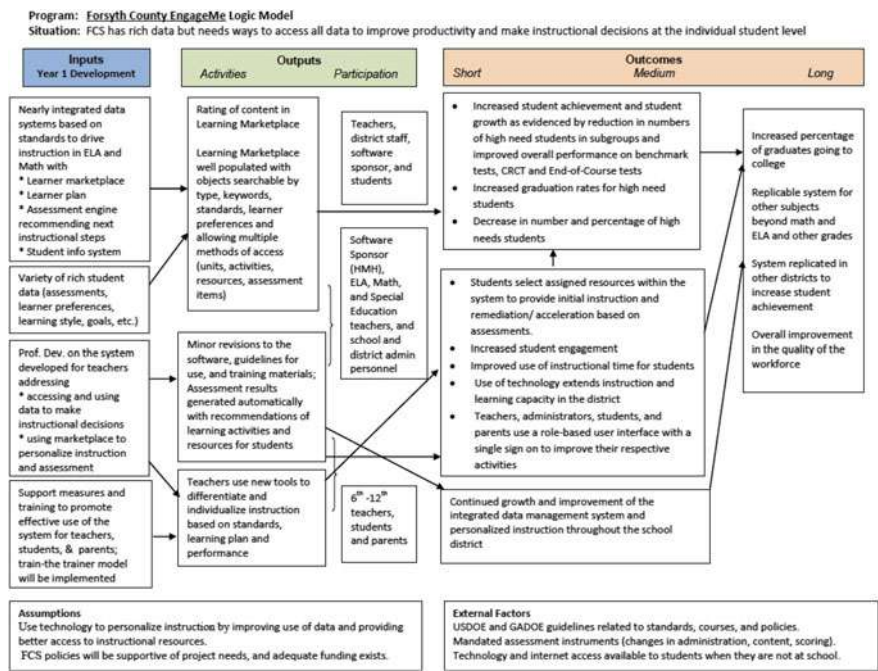 Program: Forsyth County EngageMe Logic Model
Situation: FCS has rich data but needs ways to access all data to improve productivity and make instructional decisions at the individual student level
Inputs
Year 1 Development
Outputs
Activities Participation
Outcomes
Short Medium Long
Nearly integrated data
systems based on
standards to drive
instruction in ELA and
Math with
* Learner marketplace
* Learner plan
* Assessment engine
recommending next
instructional steps
* Student info system
Variety of rich student
data (assessments,
learner preferences,
learning style, goals, etc.)
Prof. Dev. on the system
developed for teachers
addressing
*accessing and using
data to make
instructional decisions
*using marketplace to
personalize instruction
and assessment
Support measures and
training to promote
effective use of the
system for teachers,
students, & parents;
train-the trainer model
will be implemented
Rating of content in
Learning Marketplace
Learning Marketplace
well populated with
objects searchable by
type, keywords,
standards, learner
preferences and
allowing multiple
methods of access
(units, activities,
resources, assessment
items)
Minor revisions to the
software, guidelines for
use, and training materials;
Assessment results
generated automatically
with recommendations of
learning activities and
resources for students
Teachers use new tools to
differentiate and
individualize instruction
based on standards,
learning plan and
performance
Teachers,
district staff,
software
sponsor, and
students
Software
Sponsor
(HMH),
ELA, Math,
and Special
Education
teachers, and
school and
district admin
personnel
6th -12th
teachers,
students
and parents
• Increased student achievement and student
growth as evidenced by reduction in numbers
of high need students in subgroups and
improved overall performance on benchmark
tests, CRCT and End-of-Course tests
• Increased graduation rates for high need
students
• Decrease in number and percentage of high
needs students
• Students select assigned resources within the
system to provide initial instruction and
remediation/ acceleration based on
assessments.
• Increased student engagement
• Improved use of instructional time for students
• Use of technology extends instruction and
learning capacity in the district
• Teachers, administrators, students, and
parents use a role-based user interface with a
single sign on to improve their respective
activities
Continued growth and improvement of the
integrated data management system and
personalized instruction throughout the school
district
Increased percentage
of graduates going to
college
Replicable system for
other subjects
beyond math and
ELA and other grades
System replicated in
other districts to
increase student
achievement
Overall improvement
in the quality of the
workforce
Assumptions
Use technology to personalize instruction by improving use of data and providing
better access to instructional resources.
FCS policies will be supportive of project needs, and adequate funding exists.
External Factors
USDOE and GADOE guidelines related to standards, courses, and policies.
Mandated assessment instruments (changes in administration, content, scoring).
Technology and internet access available to students when they are not at school.